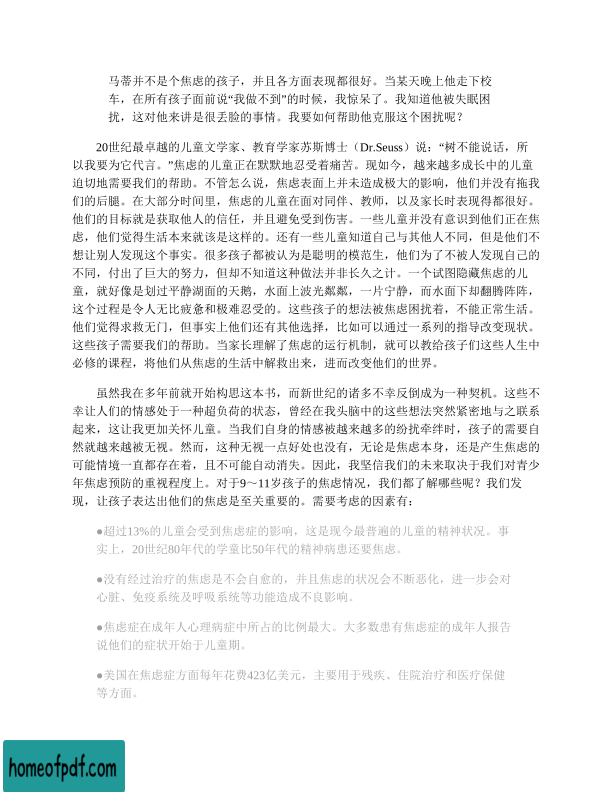 马蒂并不是个焦虑的孩子，并且各方面表现都很好。当某天晚上他走下校
车，在所有孩子面前说“我做不到”的时候，我惊呆了。我知道他被失眠困
扰，这对他来讲是很丢脸的事情。我要如何帮助他克服这个困扰呢？
20世纪最卓越的儿童文学家、教育学家苏斯博士（Dr.Seuss）说：“树不能说话，所
以我要为它代言。”焦虑的儿童正在默默地忍受着痛苦。现如今，越来越多成长中的儿童
迫切地需要我们的帮助。不管怎么说，焦虑表面上并未造成极大的影响，他们并没有拖我
们的后腿。在大部分时间里，焦虑的儿童在面对同伴、教师，以及家长时表现得都很好。
他们的目标就是获取他人的信任，并且避免受到伤害。一些儿童并没有意识到他们正在焦
虑，他们觉得生活本来就该是这样的。还有一些儿童知道自己与其他人不同，但是他们不
想让别人发现这个事实。很多孩子都被认为是聪明的模范生，他们为了不被人发现自己的
不同，付出了巨大的努力，但却不知道这种做法并非长久之计。一个试图隐藏焦虑的儿
童，就好像是划过平静湖面的天鹅，水面上波光粼粼，一片宁静，而水面下却翻腾阵阵，
这个过程是令人无比疲惫和极难忍受的。这些孩子的想法被焦虑困扰着，不能正常生活。
他们觉得求救无门，但事实上他们还有其他选择，比如可以通过一系列的指导改变现状。
这些孩子需要我们的帮助。当家长理解了焦虑的运行机制，就可以教给孩子们这些人生中
必修的课程，将他们从焦虑的生活中解救出来，进而改变他们的世界。
虽然我在多年前就开始构思这本书，而新世纪的诸多不幸反倒成为一种契机。这些不
幸让人们的情感处于一种超负荷的状态，曾经在我头脑中的这些想法突然紧密地与之联系
起来，这让我更加关怀儿童。当我们自身的情感被越来越多的纷扰牵绊时，孩子的需要自
然就越来越被无视。然而，这种无视一点好处也没有，无论是焦虑本身，还是产生焦虑的
可能情境一直都存在着，且不可能自动消失。因此，我坚信我们的未来取决于我们对青少
年焦虑预防的重视程度上。对于9～11岁孩子的焦虑情况，我们都了解哪些呢？我们发
现，让孩子表达出他们的焦虑是至关重要的。需要考虑的因素有：
●超过13%的儿童会受到焦虑症的影响，这是现今最普遍的儿童的精神状况。事
实上，20世纪80年代的学童比50年代的精神病患还要焦虑。
●没有经过治疗的焦虑是不会自愈的，并且焦虑的状况会不断恶化，进一步会对
心脏、免疫系统及呼吸系统等功能造成不良影响。
●焦虑症在成年人心理病症中所占的比例最大。大多数患有焦虑症的成年人报告
说他们的症状开始于儿童期。
●美国在焦虑症方面每年花费423亿美元，主要用于残疾、住院治疗和医疗保健
等方面。
homeofpdf.com